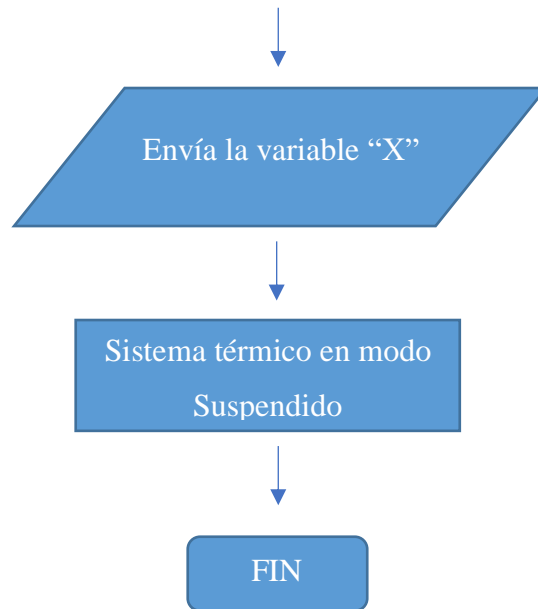 Envía la variable “X”
Sistema térmico en modo
Suspendido
FIN